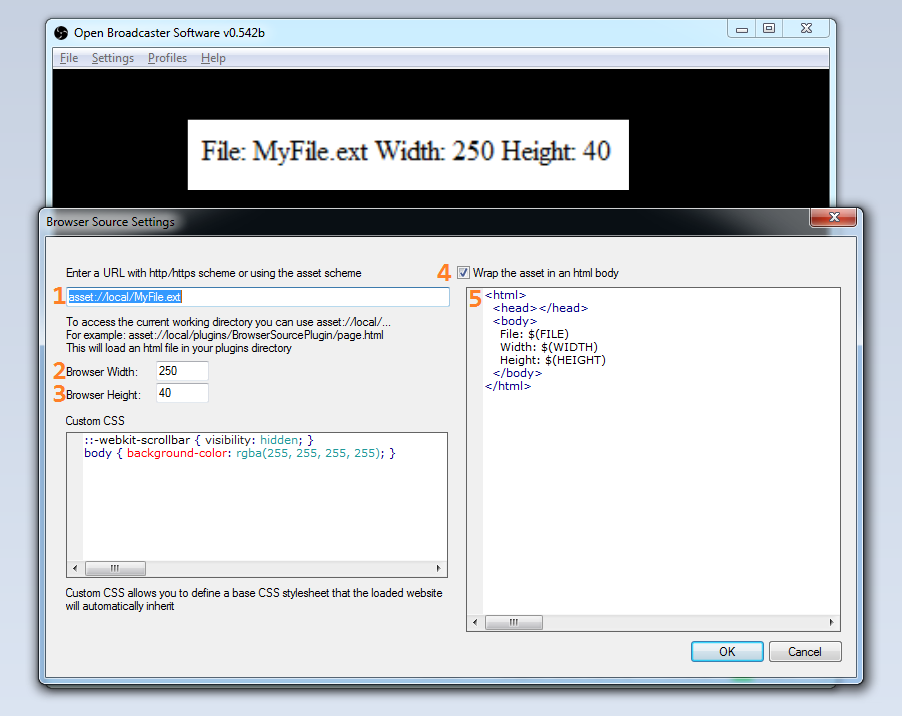 Open Broadcaster Software v0.542b
File Settings Profiles Help
File: MyFile.ext Width: 250 Height: 40
Browser Source Settings
Enter a URL with http/https scheme or using the asset scheme
1 asset://local/MyFile.ext
To access the current working directory you can use asset://local/...
For example: asset://local/plugins/BrowserSourcePlugin/page.html
This will load an html file in your plugins directory
2 Browser Width: 250
3 Browser Height: 40
Custom CSS
::-webkit-scrollbar { visibility: hidden; }
body { background-color: rgba(255, 255, 255, 255); }
Custom CSS allows you to define a base CSS stylesheet that the loaded website
will automatically inherit
4 Wrap the asset in an html body
5 <html>
<head></head>
<body>
File: $(FILE)
Width: $(WIDTH)
Height: $(HEIGHT)
</body>
</html>
OK Cancel